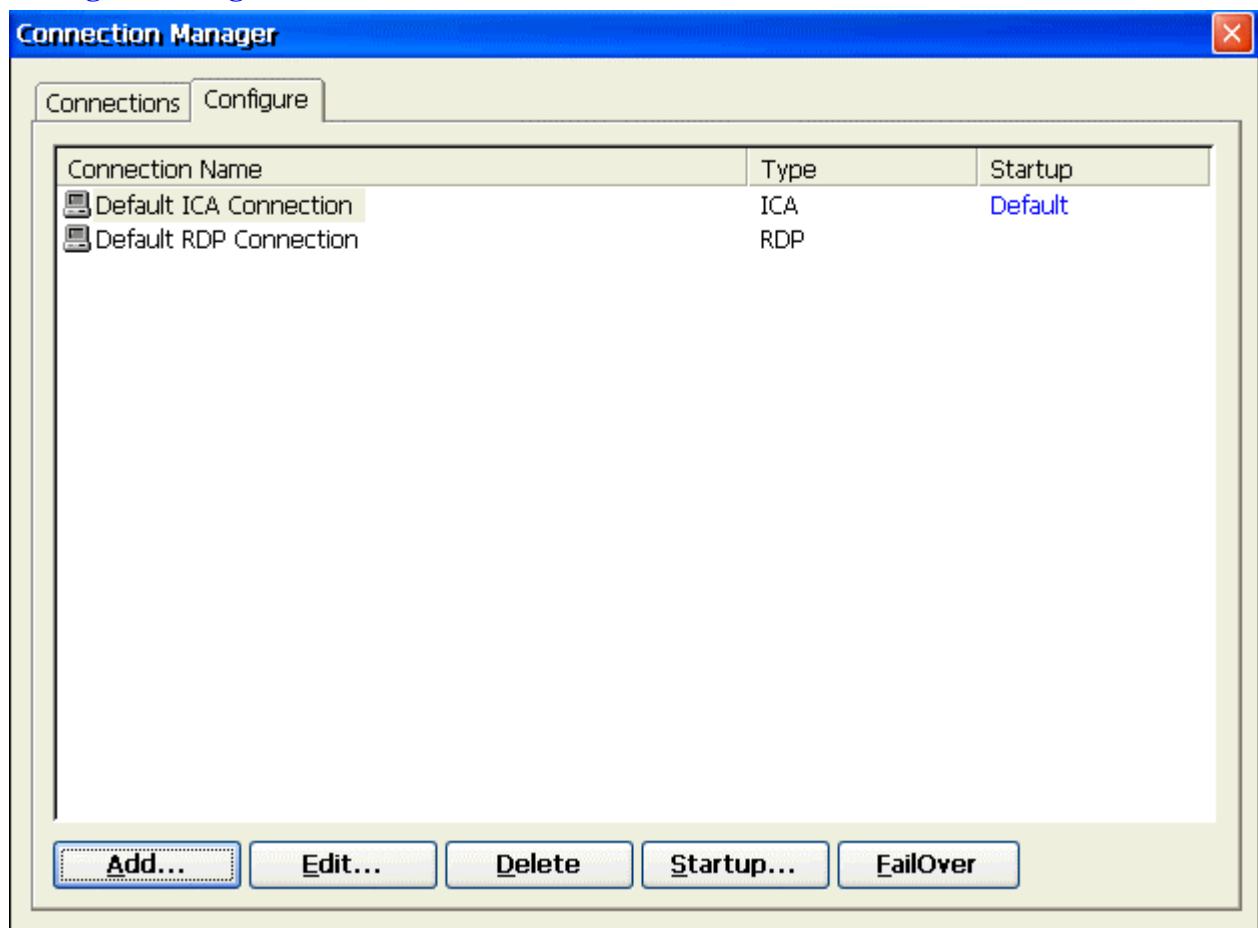 Connection Manager
Connections Configure
Connection Name Type Startup
Default ICA Connection ICA Default
Default RDP Connection RDP
Add... Edit... Delete Startup... FailOver